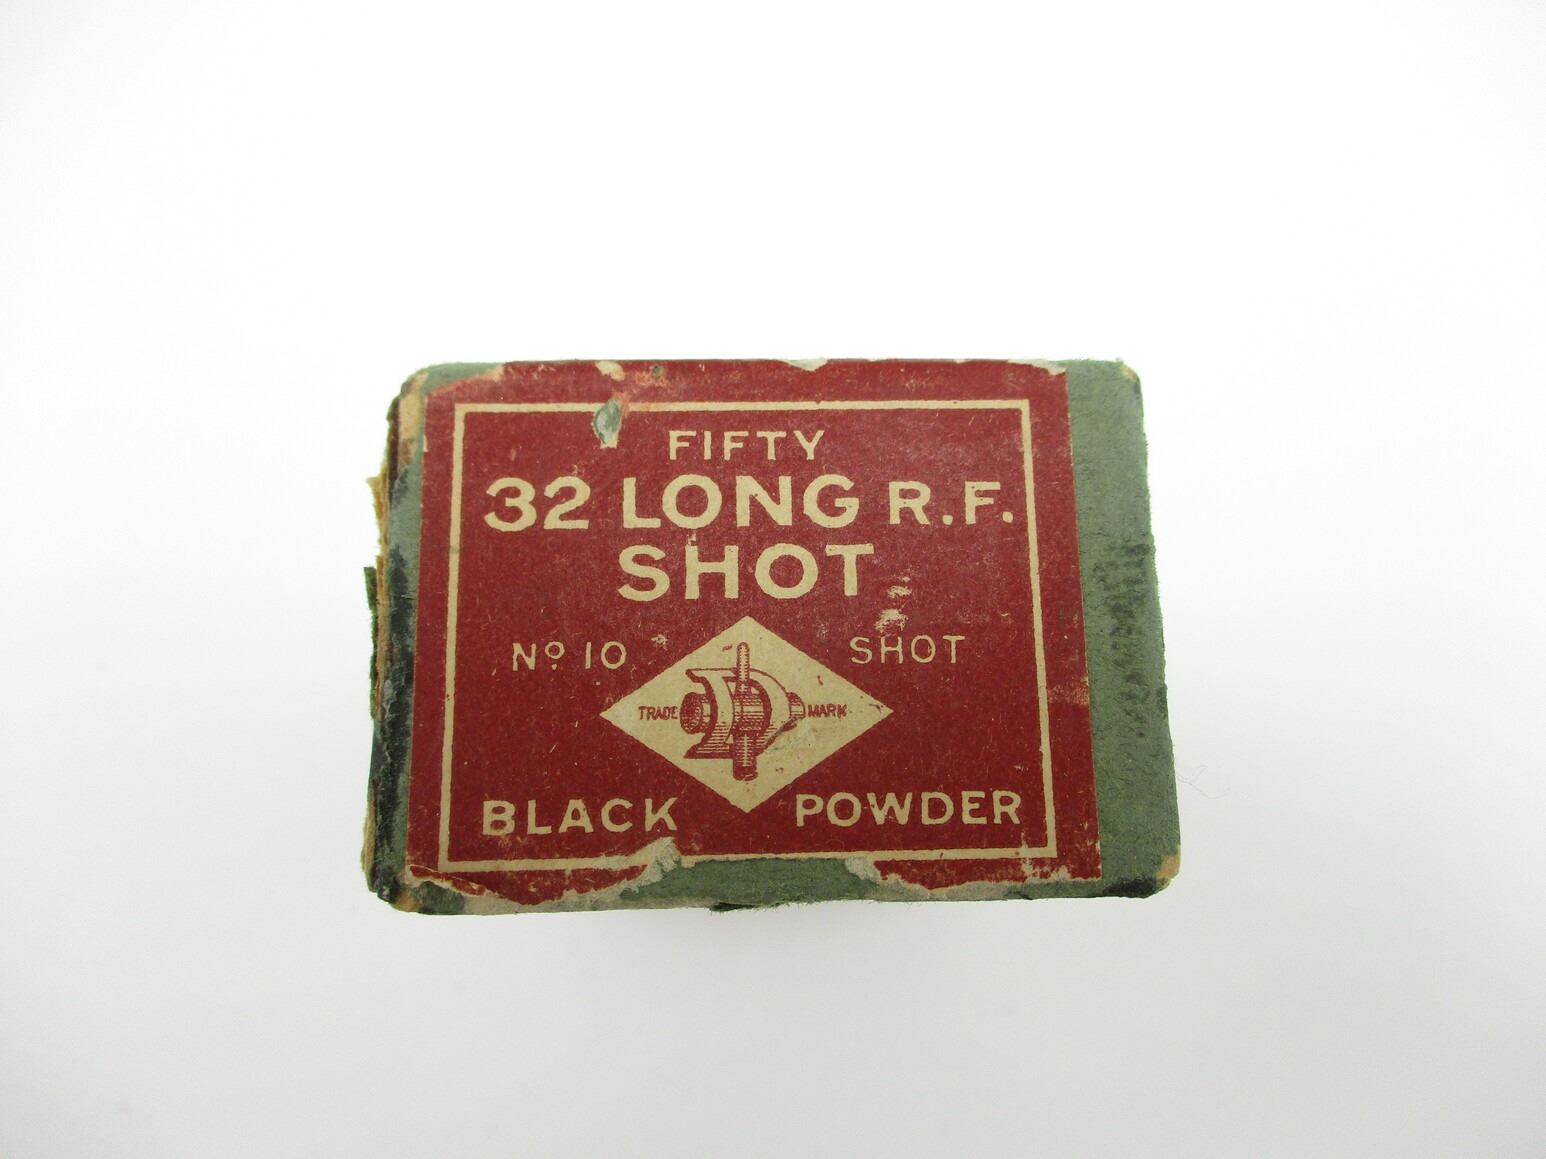 FIFTY
32 LONG R.F.
SHOT
Nº 10 SHOT
TRADE MARK
BLACK POWDER